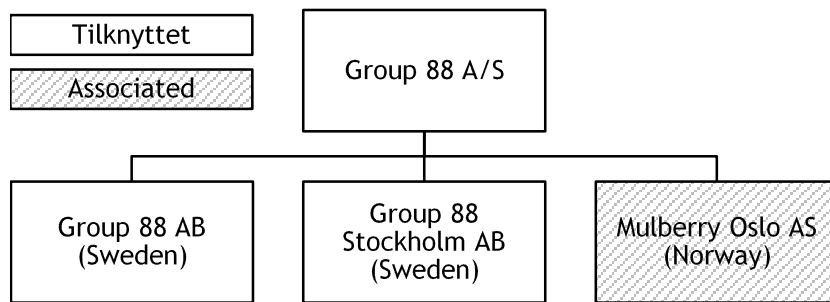 Tilknyttet
Associated
Group 88 A/S
Group 88 AB
(Sweden)
Group 88
Stockholm AB
(Sweden)
Mulberry Oslo AS
(Norway)